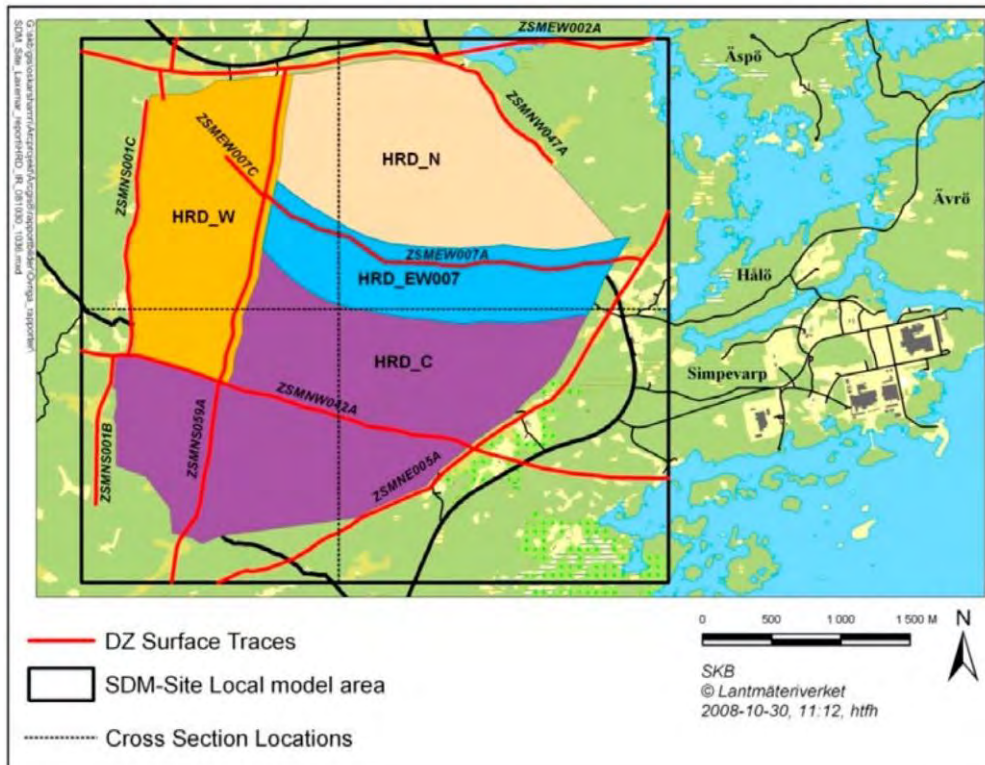 ZSMEW002A
Äspö
ZSMNW047A
ZSMEW007C
HRD_N
ZSMNS001C
HRD_W
Ävrö
ZSMEW007A
HRD_EW007
Hålö
HRD_C
Simpevarp
ZSMNW042A
ZSMNS059A
ZSMNS001B
ZSMNE005A
DZ Surface Traces
SDM-Site Local model area
Cross Section Locations
0 500 1 000 1 500 M
N
SKB
© Lantmäteriverket
2008-10-30, 11:12, htfh